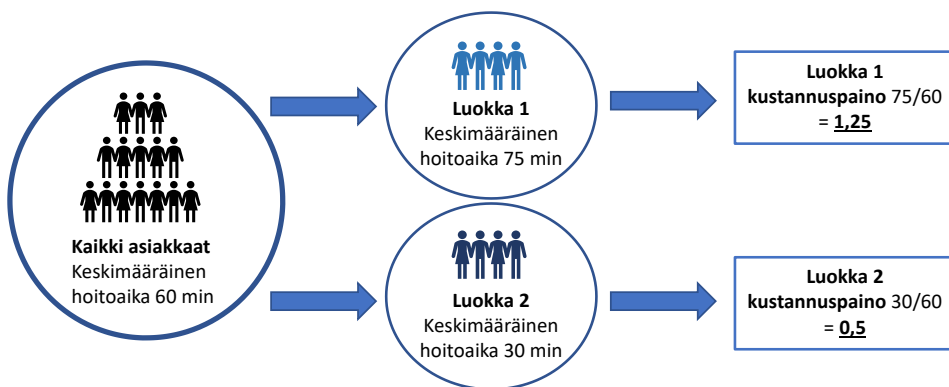 Kaikki asiakkaat
Keskimääräinen
hoitoaika 60 min
Luokka 1
Keskimääräinen
hoitoaika 75 min
Luokka 1
kustannuspaino 75/60
= 1,25
Luokka 2
Keskimääräinen
hoitoaika 30 min
Luokka 2
kustannuspaino 30/60
= 0,5